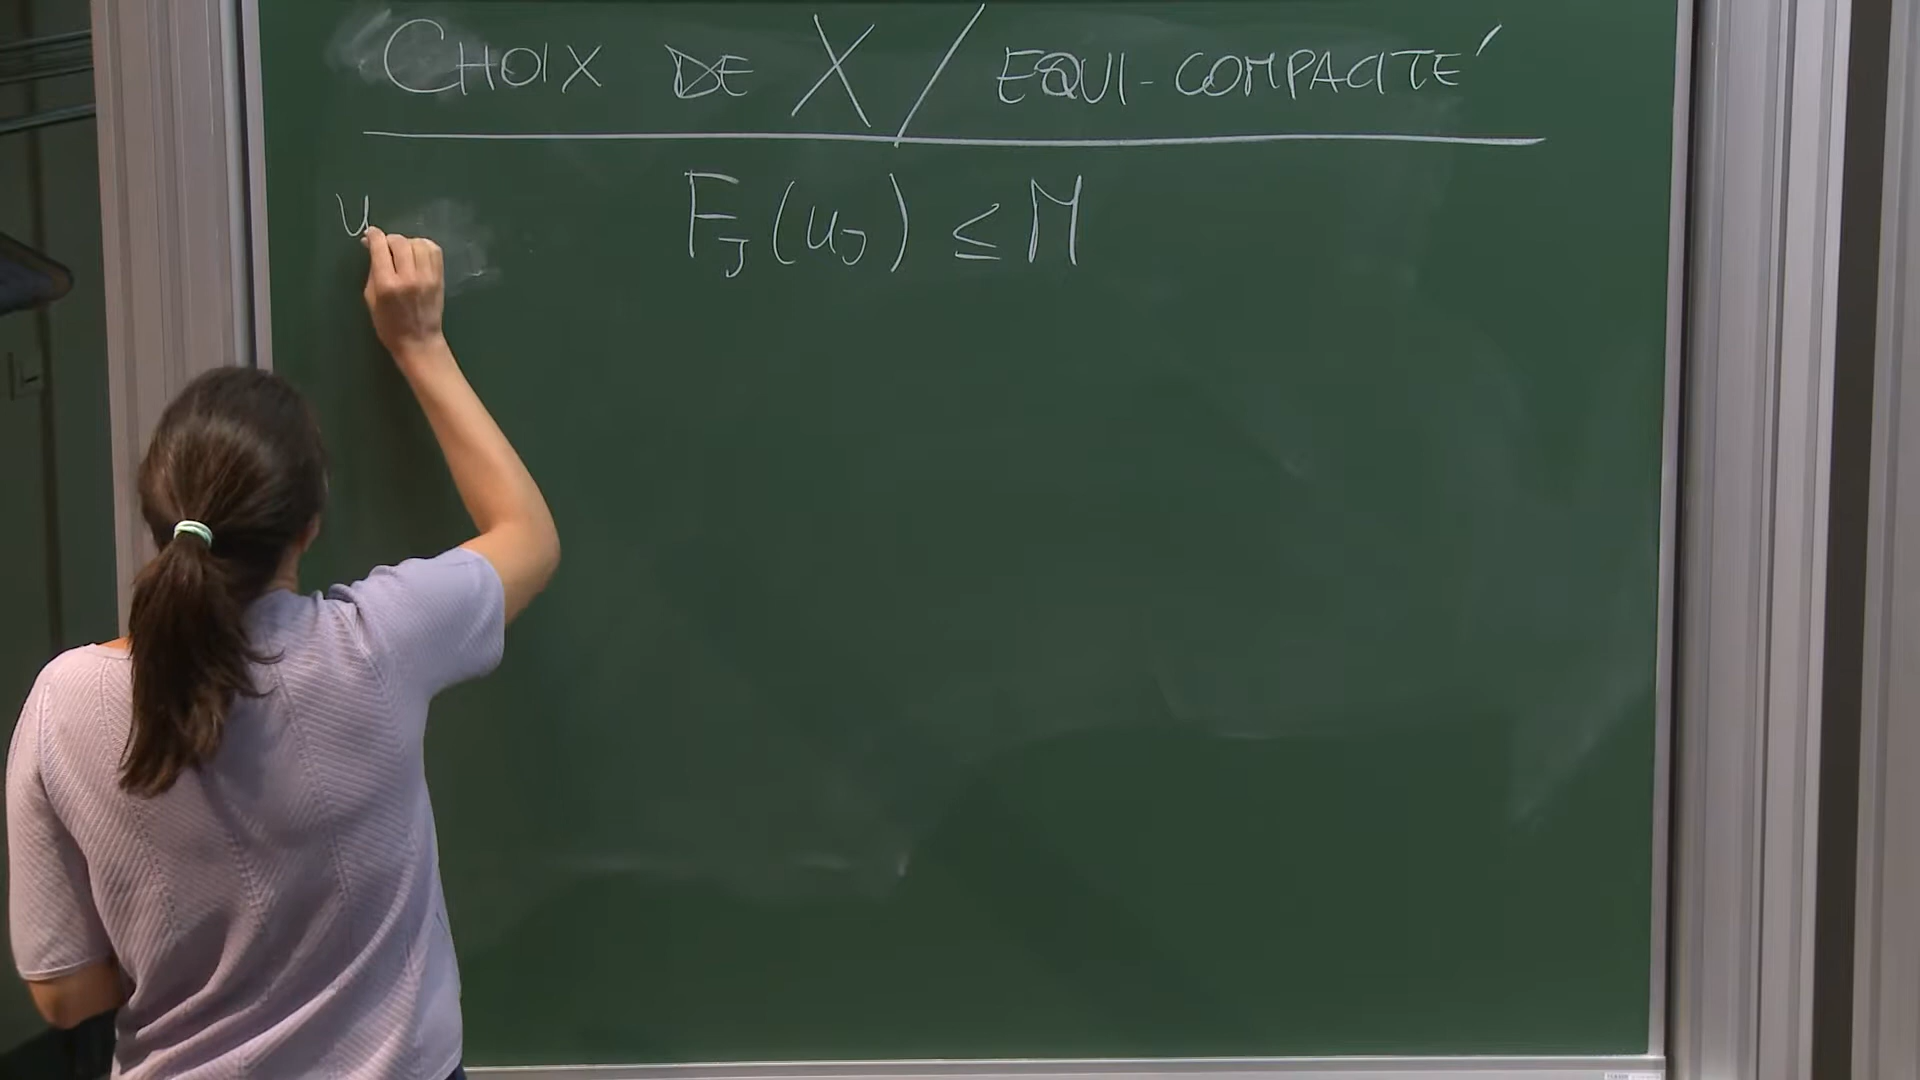 CHOIX DE X / EQUI-COMPACITÉ
u F_J(u_J) ≤ M